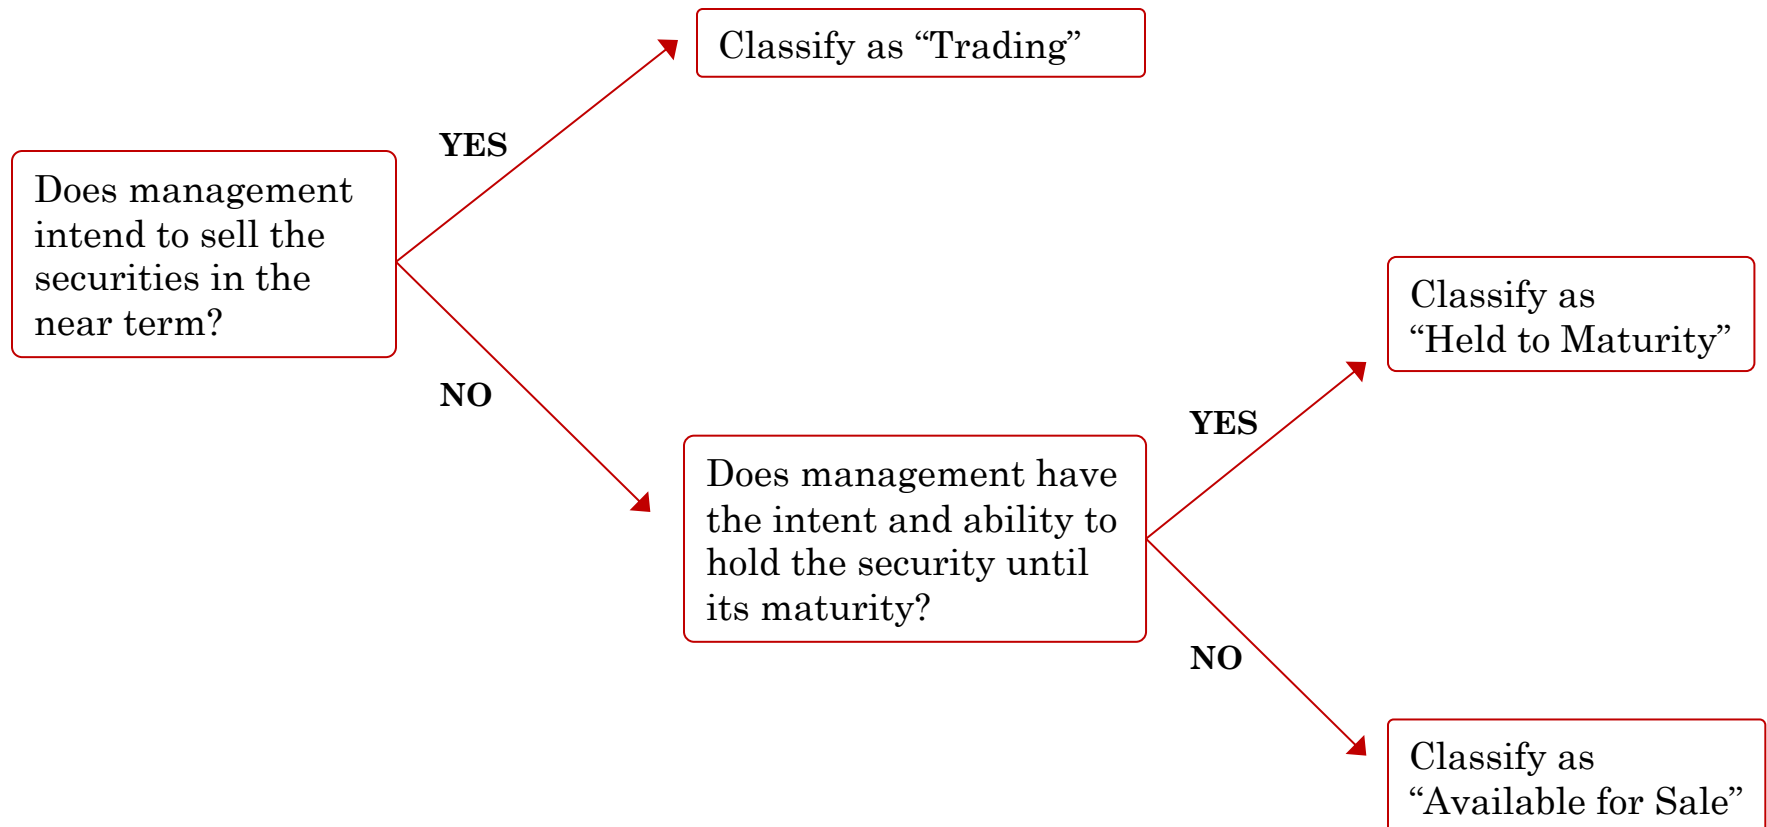 Classify as “Trading”
YES
Does management
intend to sell the
securities in the
near term?
NO
Classify as
“Held to Maturity”
YES
Does management have
the intent and ability to
hold the security until
its maturity?
NO
Classify as
“Available for Sale”